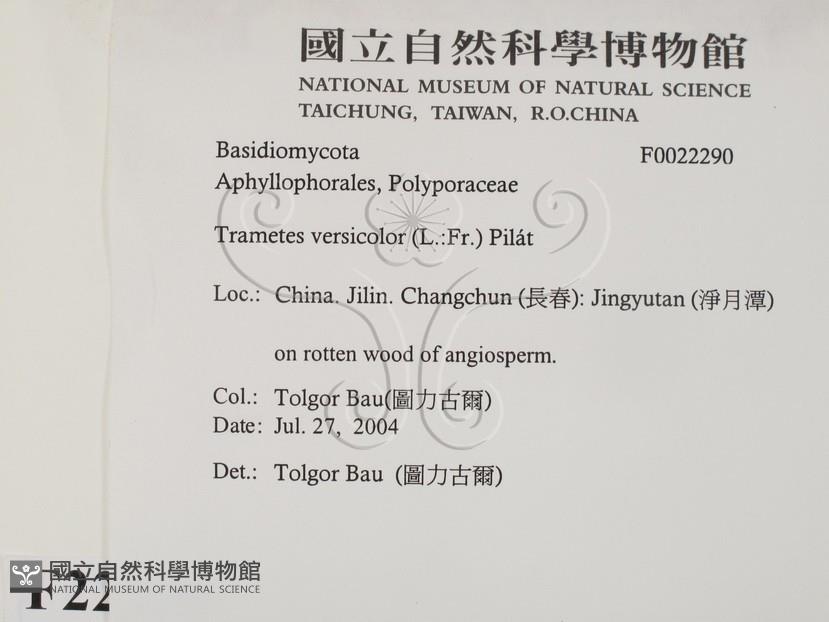 國立自然科學博物館
NATIONAL MUSEUM OF NATURAL SCIENCE
TAICHUNG, TAIWAN, R.O.CHINA
Basidiomycota F0022290
Aphyllophorales, Polyporaceae
Trametes versicolor (L.:Fr.) Pilát
Loc.: China. Jilin. Changchun (長春): Jingyutan (淨月潭)
on rotten wood of angiosperm.
Col.: Tolgor Bau(圖力古爾)
Date: Jul. 27, 2004
Det.: Tolgor Bau (圖力古爾)
國立自然科學博物館
NATIONAL MUSEUM OF NATURAL SCIENCE
F22